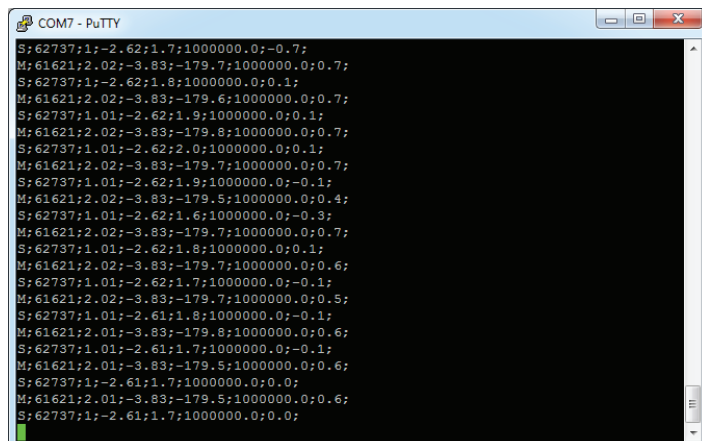 COM7 - PuTTY
S;62737;1;-2.62;1.7;1000000.0;-0.7;
M;61621;2.02;-3.83;-179.7;1000000.0;0.7;
S;62737;1;-2.62;1.8;1000000.0;0.1;
M;61621;2.02;-3.83;-179.6;1000000.0;0.7;
S;62737;1.01;-2.62;1.9;1000000.0;0.1;
M;61621;2.02;-3.83;-179.8;1000000.0;0.7;
S;62737;1.01;-2.62;2.0;1000000.0;0.1;
M;61621;2.02;-3.83;-179.7;1000000.0;0.7;
S;62737;1.01;-2.62;1.9;1000000.0;-0.1;
M;61621;2.02;-3.83;-179.5;1000000.0;0.4;
S;62737;1.01;-2.62;1.6;1000000.0;-0.3;
M;61621;2.02;-3.83;-179.7;1000000.0;0.7;
S;62737;1.01;-2.62;1.8;1000000.0;0.1;
M;61621;2.02;-3.83;-179.7;1000000.0;0.6;
S;62737;1.01;-2.62;1.7;1000000.0;-0.1;
M;61621;2.02;-3.83;-179.7;1000000.0;0.5;
S;62737;1.01;-2.61;1.8;1000000.0;-0.1;
M;61621;2.01;-3.83;-179.8;1000000.0;0.6;
S;62737;1.01;-2.61;1.7;1000000.0;-0.1;
M;61621;2.01;-3.83;-179.5;1000000.0;0.6;
S;62737;1;-2.61;1.7;1000000.0;0.0;
M;61621;2.01;-3.83;-179.5;1000000.0;0.6;
S;62737;1;-2.61;1.7;1000000.0;0.0;